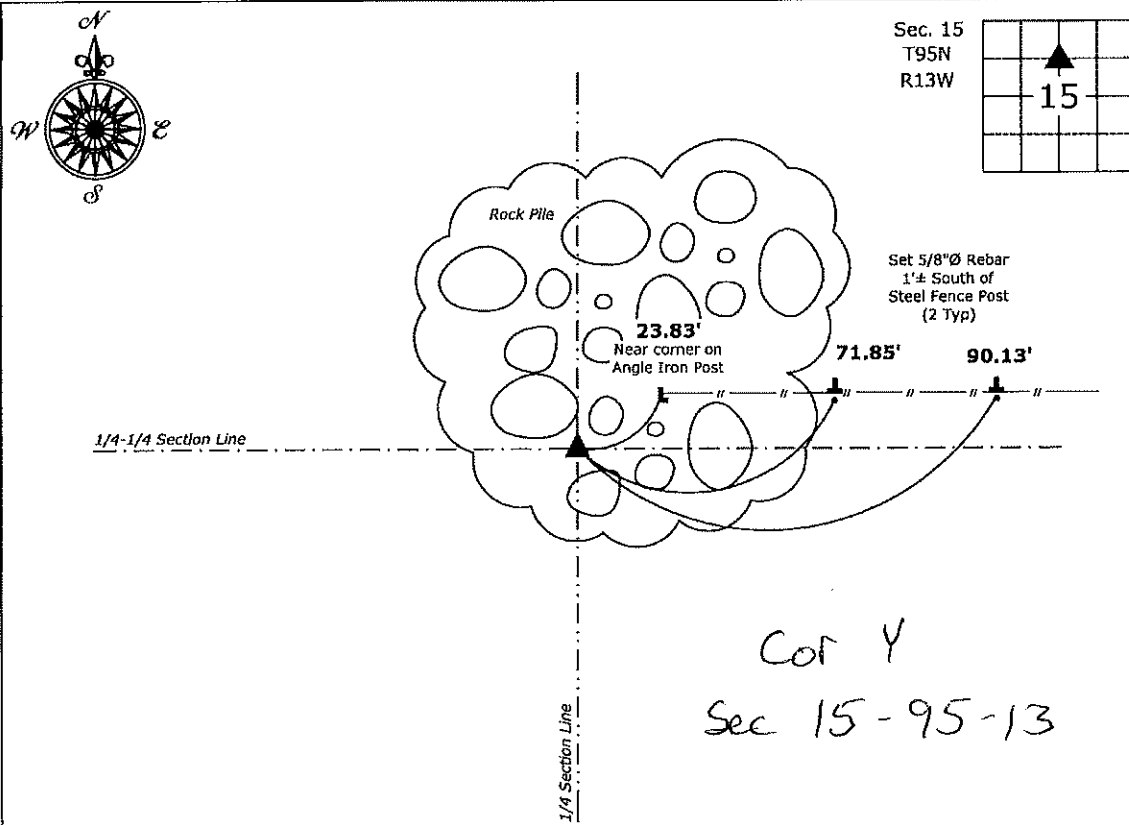 N
W
E
S
Sec. 15
T95N
R13W
15
Rock Pile
Set 5/8"Ø Rebar
1'± South of
Steel Fence Post
(2 Typ)
23.83'
Near corner on
Angle Iron Post
71.85'
90.13'
1/4-1/4 Section Line
1/4 Section Line
Cor Y
Sec 15-95-13